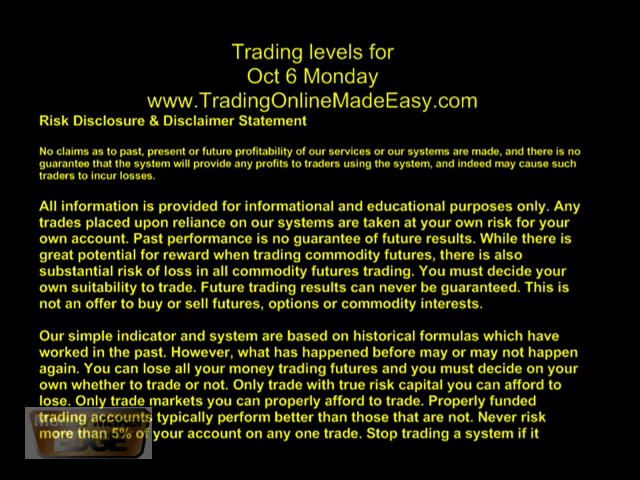 Trading levels for
Oct 6 Monday
www.TradingOnlineMadeEasy.com
Risk Disclosure & Disclaimer Statement
No claims as to past, present or future profitability of our services or our systems are made, and there is no
guarantee that the system will provide any profits to traders using the system, and indeed may cause such
traders to incur losses.
All information is provided for informational and educational purposes only. Any
trades placed upon reliance on our systems are taken at your own risk for your
own account. Past performance is no guarantee of future results. While there is
great potential for reward when trading commodity futures, there is also
substantial risk of loss in all commodity futures trading. You must decide your
own suitability to trade. Future trading results can never be guaranteed. This is
not an offer to buy or sell futures, options or commodity interests.
Our simple indicator and system are based on historical formulas which have
worked in the past. However, what has happened before may or may not happen
again. You can lose all your money trading futures and you must decide on your
own whether to trade or not. Only trade with true risk capital you can afford to
lose. Only trade markets you can properly afford to trade. Properly funded
trading accounts typically perform better than those that are not. Never risk
more than 5% of your account on any one trade. Stop trading a system if it
EDGE